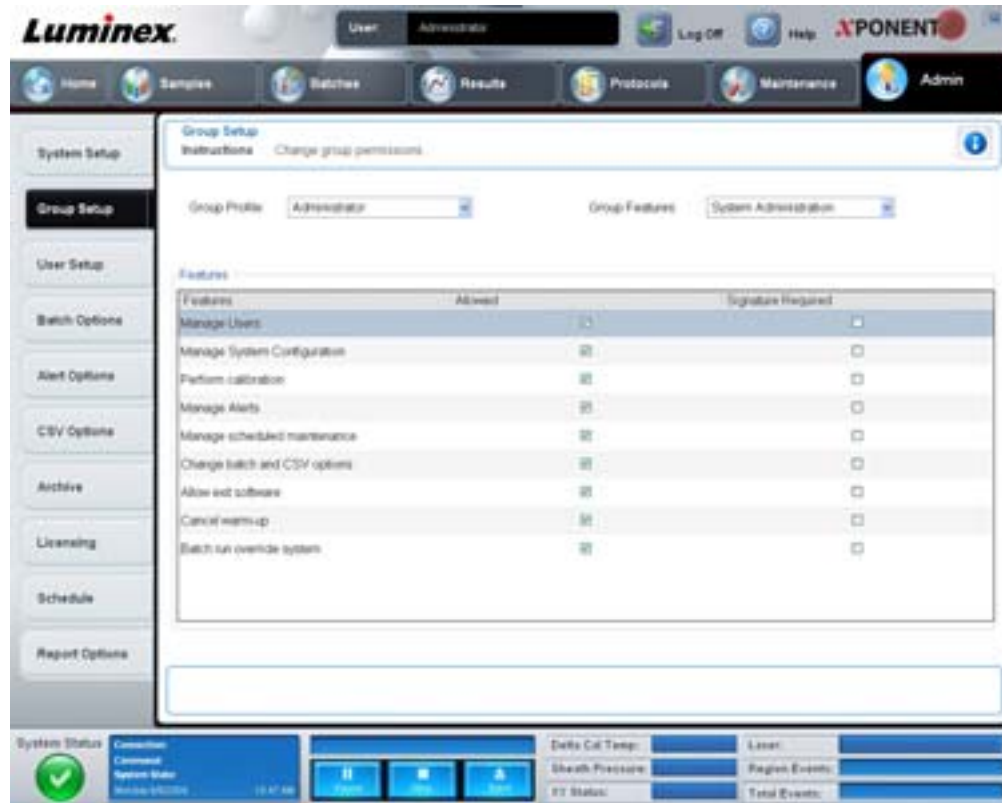 Luminex.
User:
Administrator
Log Off
Help
XPONENT
Home
Samples
Batches
Results
Protocols
Maintenance
Admin
System Setup
Group Setup
User Setup
Batch Options
Alert Options
CSV Options
Archive
Licensing
Schedule
Report Options
Group Setup
Instructions Change group permissions.
Group Profile Administrator Group Features System Administration
Features
Features Allowed Signature Required
Manage Users
Manage System Configuration
Perform calibration
Manage Alerts
Manage scheduled maintenance
Change batch and CSV options
Allow exit software
Cancel warm-up
Batch run override system
System Status
Connection:
Command:
System State:
Monday
10:47 AM
Pause
Stop
Eject
Delta Cal Temp: Laser:
Sheath Pressure: Region Events:
XY Status: Total Events: